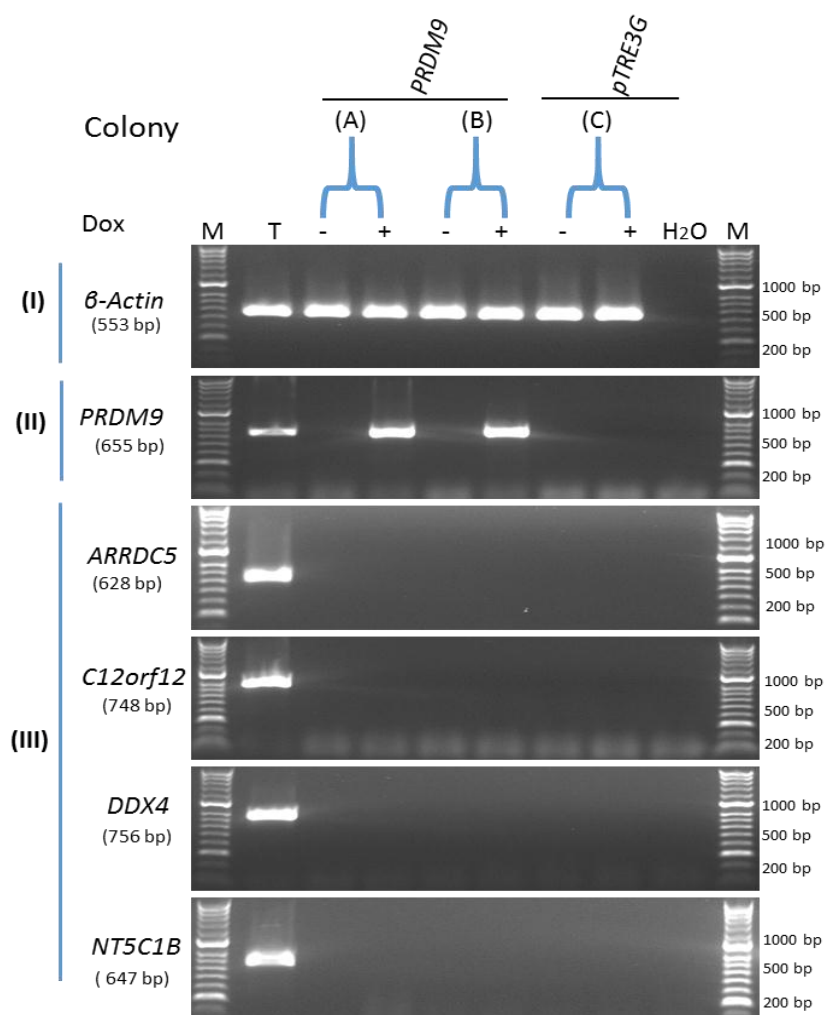 PRDM9
pTRE3G
Colony
(A)
(B)
(C)
Dox
M
T
-
+
-
+
-
+
H2O
M
(I)
β-Actin
(553 bp)
1000 bp
500 bp
200 bp
(II)
PRDM9
(655 bp)
1000 bp
500 bp
200 bp
(III)
ARRDC5
(628 bp)
1000 bp
500 bp
200 bp
C12orf12
(748 bp)
1000 bp
500 bp
200 bp
DDX4
(756 bp)
1000 bp
500 bp
200 bp
NT5C1B
( 647 bp)
1000 bp
500 bp
200 bp